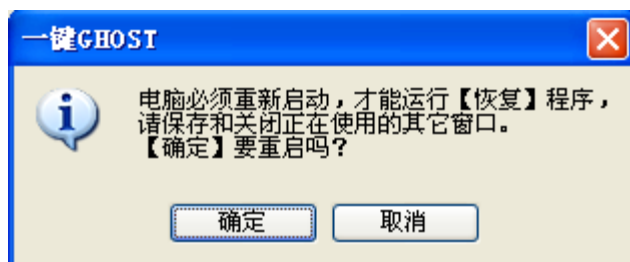 一键GHOST
电脑必须重新启动，才能运行【恢复】程序，
请保存和关闭正在使用的其它窗口。
【确定】要重启吗？
确定
取消